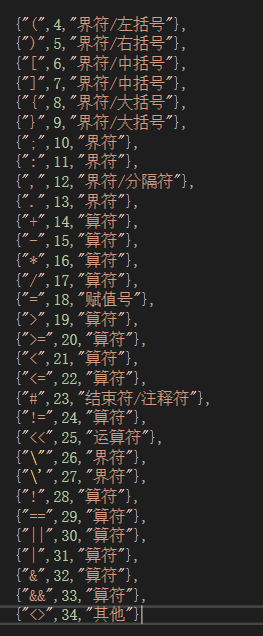 {"(",4,"界符/左括号"},
{")",5,"界符/右括号"},
{"[",6,"界符/中括号"},
{"]",7,"界符/中括号"},
{"{",8,"界符/大括号"},
{"}",9,"界符/大括号"},
{";",10,"界符"},
{":",11,"界符"},
{",",12,"界符/分隔符"},
{".",13,"界符"},
{"+",14,"算符"},
{"-",15,"算符"},
{"*",16,"算符"},
{"/",17,"算符"},
{"=",18,"赋值号"},
{">",19,"算符"},
{">=",20,"算符"},
{"<",21,"算符"},
{"<=",22,"算符"},
{"#",23,"结束符/注释符"},
{"!=",24,"算符"},
{"<<",25,"运算符"},
{"\"",26,"界符"},
{"\'",27,"界符"},
{"!",28,"算符"},
{"==",29,"算符"},
{"||",30,"算符"},
{"|",31,"算符"},
{"&",32,"算符"},
{"&&",33,"算符"},
{"<>",34,"其他"}